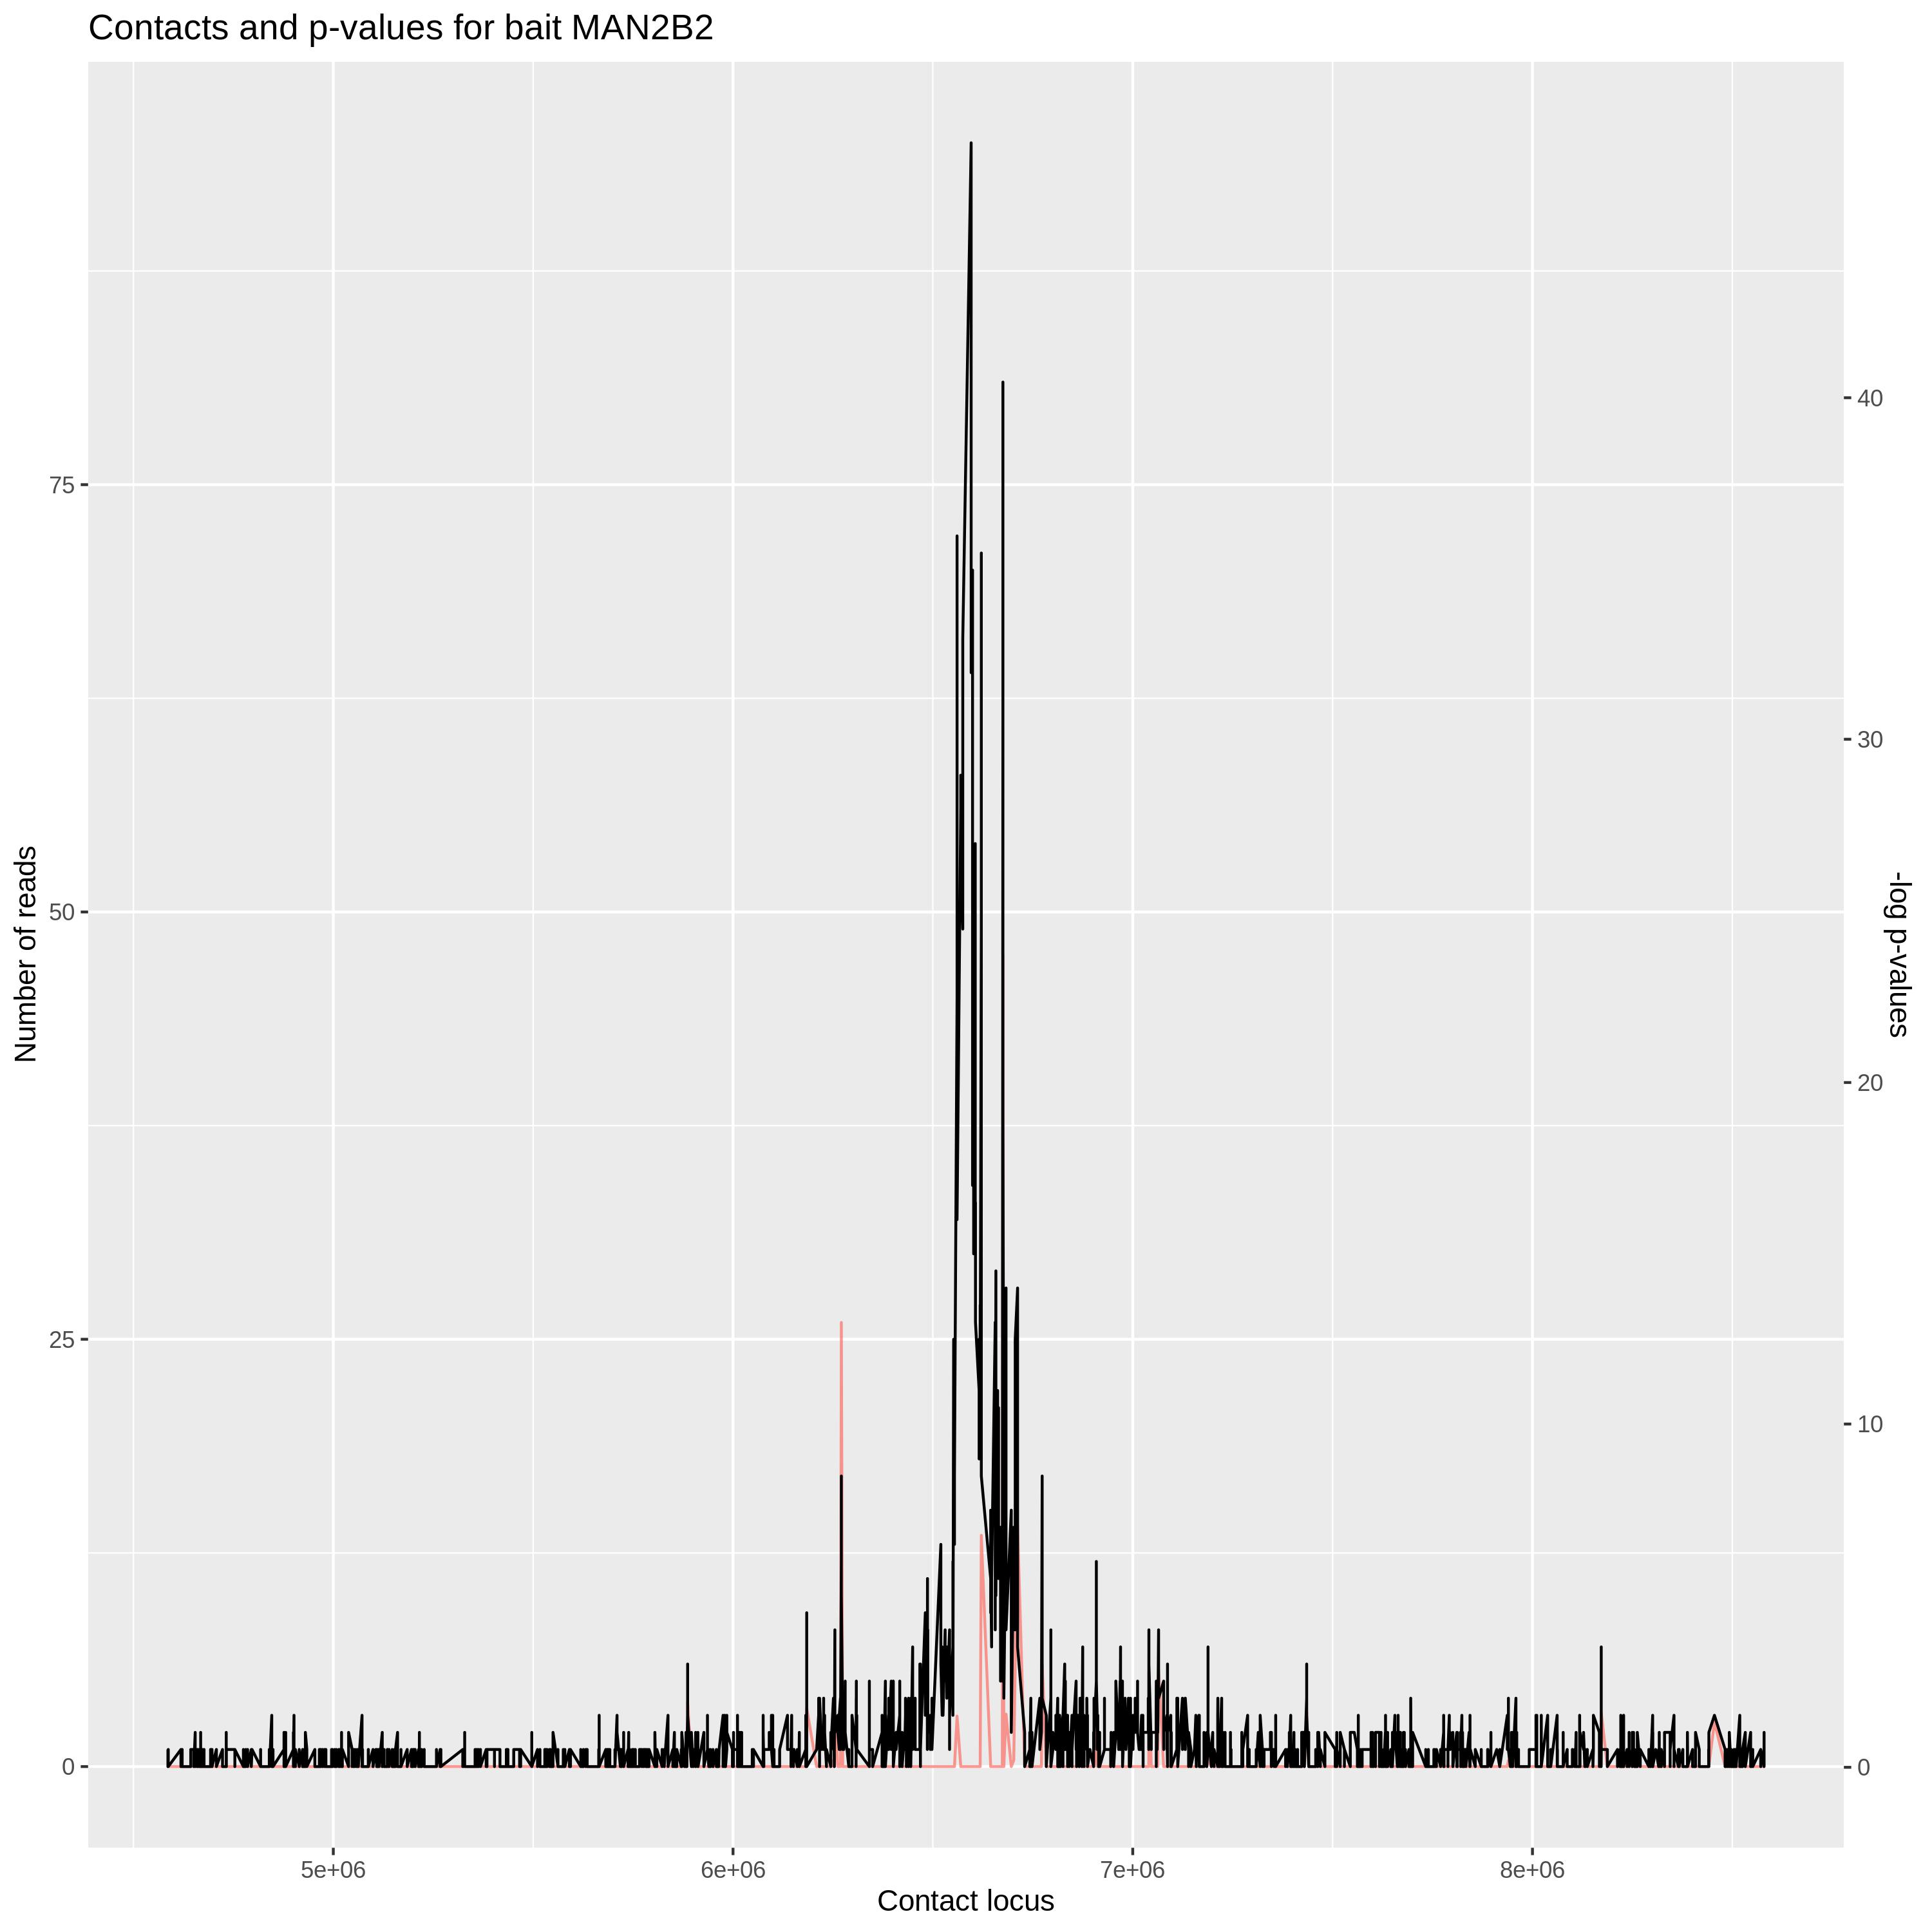 Contacts and p-values for bait MAN2B2
Number of reads
75
50
25
0
40
30
20
10
0
-log p-values
5e+06
6e+06
7e+06
8e+06
Contact locus